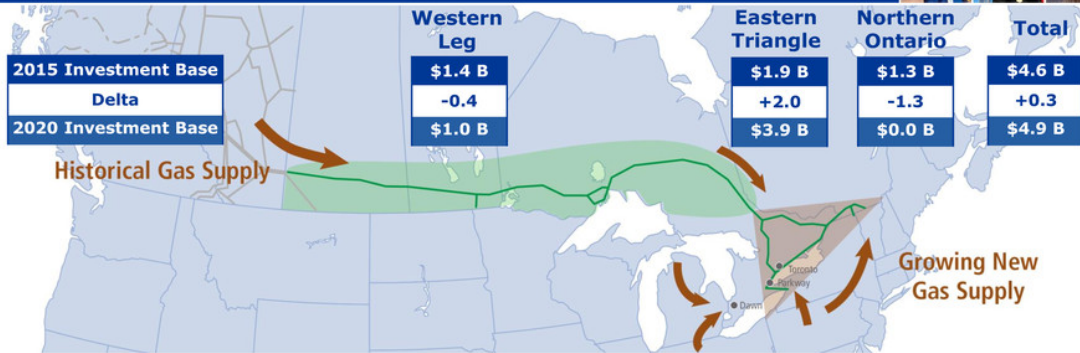 Western
Leg
Eastern
Triangle
Northern
Ontario
Total
2015 Investment Base
$1.4 B
$1.9 B
$1.3 B
$4.6 B
Delta
-0.4
+2.0
-1.3
+0.3
2020 Investment Base
$1.0 B
$3.9 B
$0.0 B
$4.9 B
Historical Gas Supply
Growing New
Gas Supply
Toronto
Parkway
Dawn